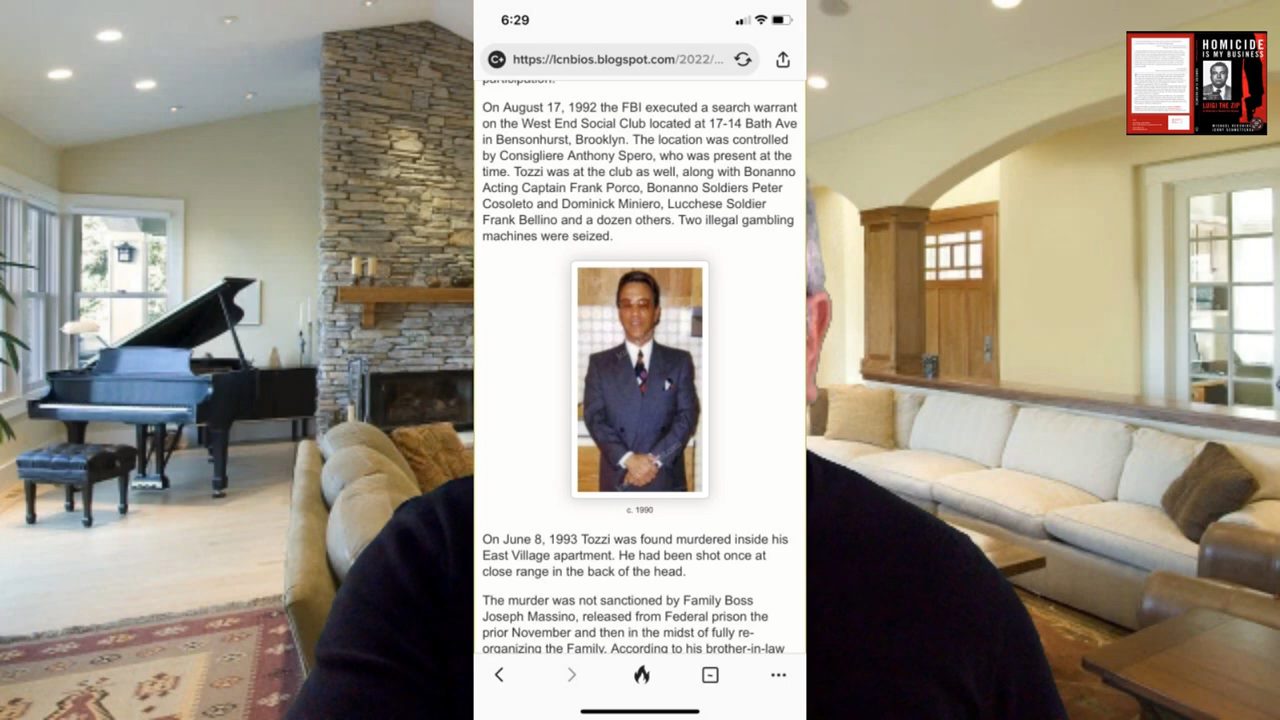 6:29
https://lcnbios.blogspot.com/2022/...
participation.
On August 17, 1992 the FBI executed a search warrant
on the West End Social Club located at 17-14 Bath Ave
in Bensonhurst, Brooklyn. The location was controlled
by Consigliere Anthony Spero, who was present at the
time. Tozzi was at the club as well, along with Bonanno
Acting Captain Frank Porco, Bonanno Soldiers Peter
Cosoleto and Dominick Miniero, Lucchese Soldier
Frank Bellino and a dozen others. Two illegal gambling
machines were seized.
c. 1990
On June 8, 1993 Tozzi was found murdered inside his
East Village apartment. He had been shot once at
close range in the back of the head.
The murder was not sanctioned by Family Boss
Joseph Massino, released from Federal prison the
prior November and then in the midst of fully re-
organizing the Family. According to his brother-in-law
HOMICIDE
IS MY BUSINESS
LUIGI THE ZIP